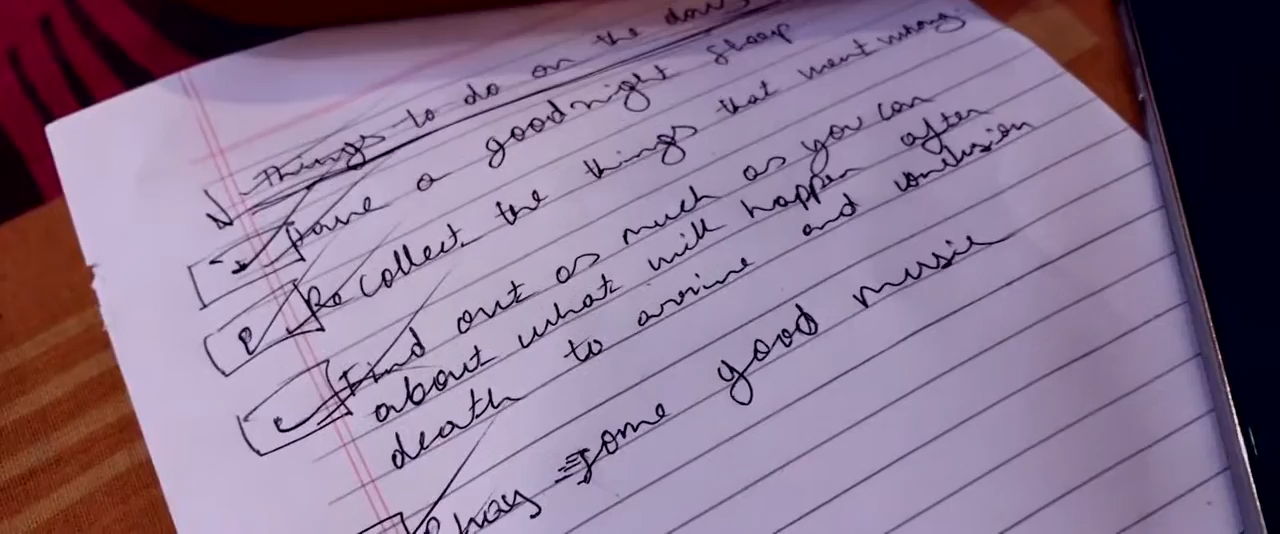 Things to do on the
Have a goodnight sleep
Recollect the things that went wrong
Find out as much as you can
about what will happen after
death to arrive and conclusion
Play some good music